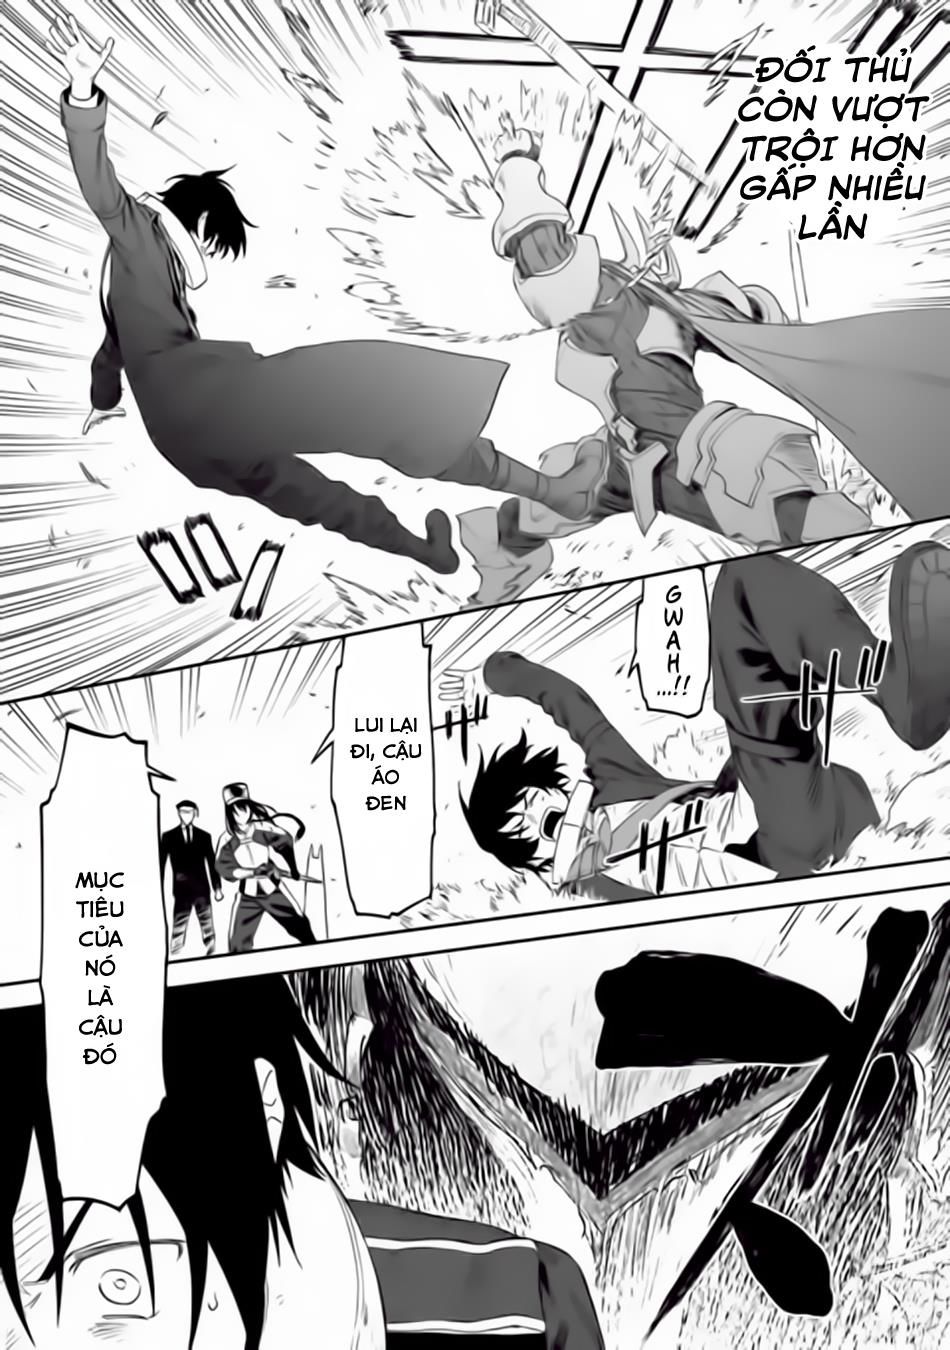 ĐỐI THỦ
CÒN VƯỢT
TRỘI HƠN
GẤP NHIỀU
LẦN
GWAH
...!!
LUI LẠI
ĐI, CẬU
ÁO
ĐEN
MỤC
TIÊU
CỦA
NÓ
LÀ
CẬU
ĐÓ